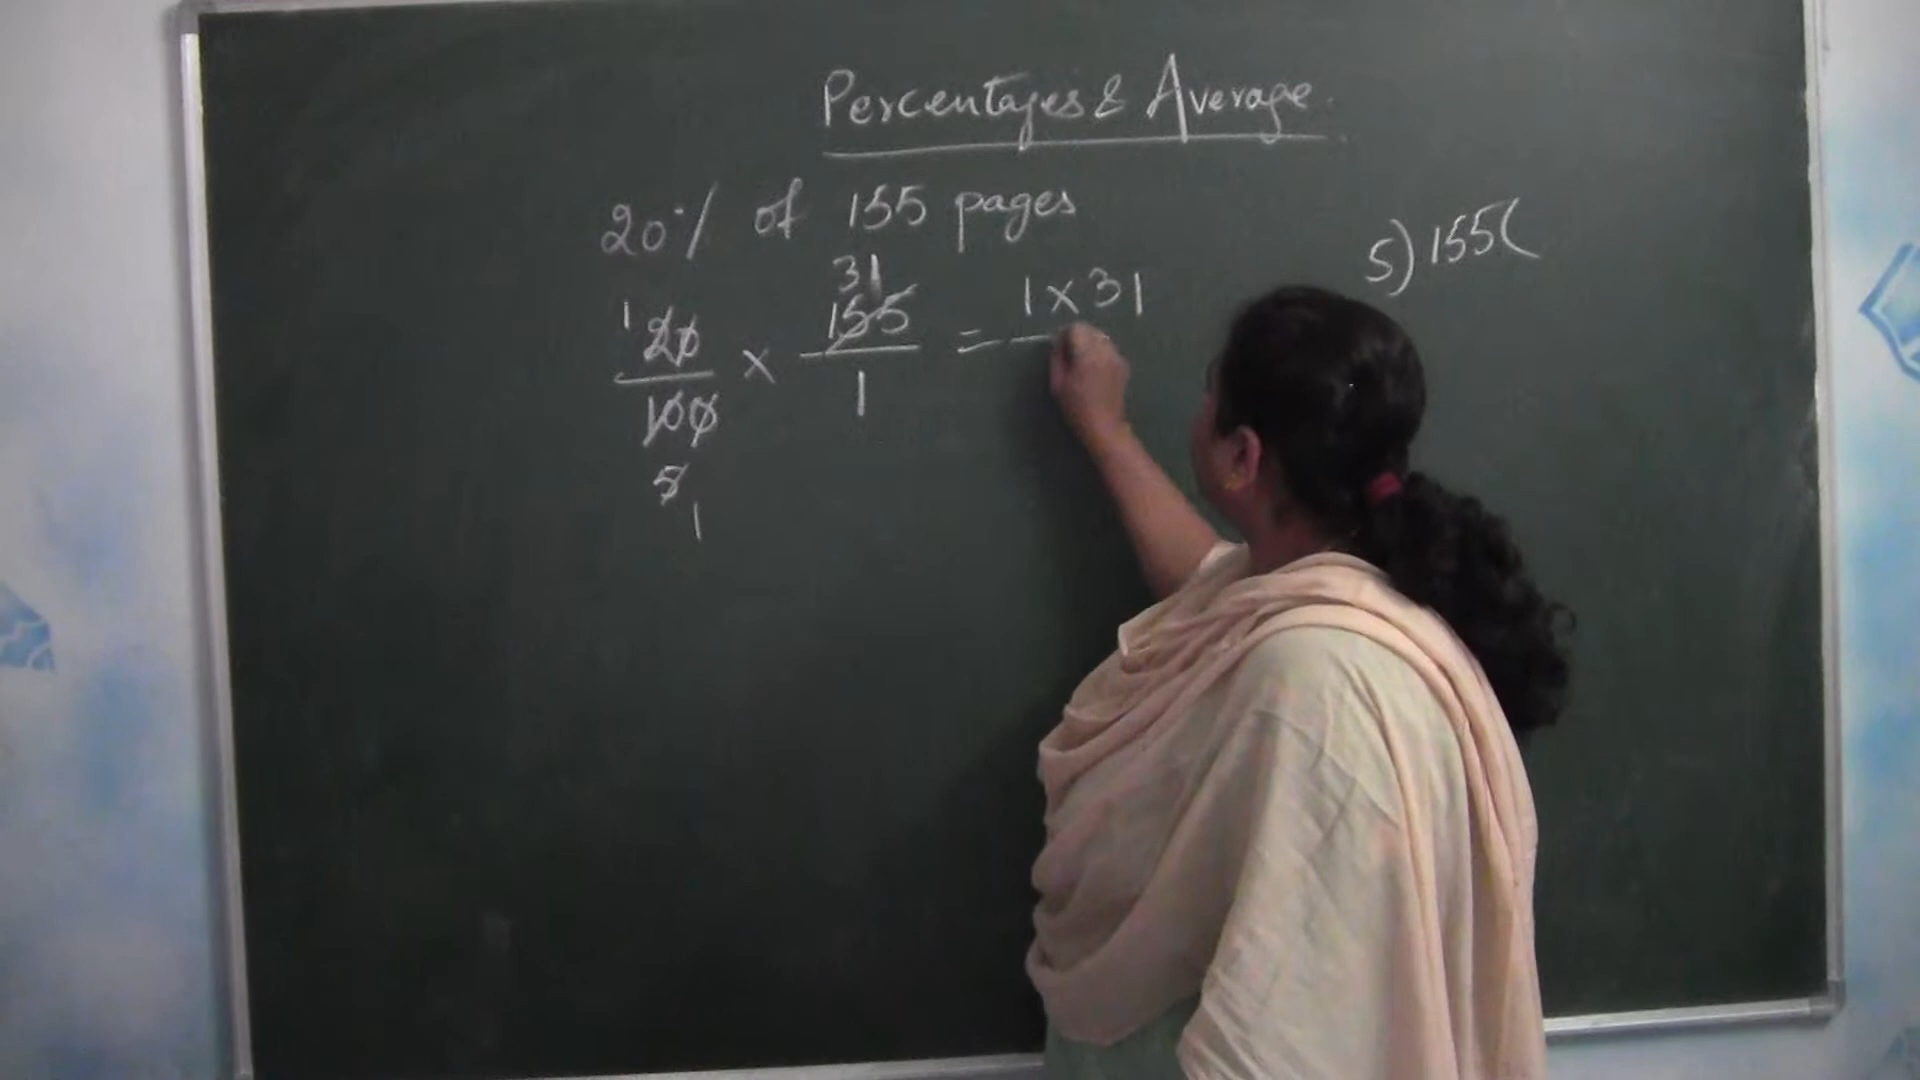 Percentages & Average.
20% of 155 pages
31
1 20 × 155 = 1 × 31
100 1
5
1
5) 155 (